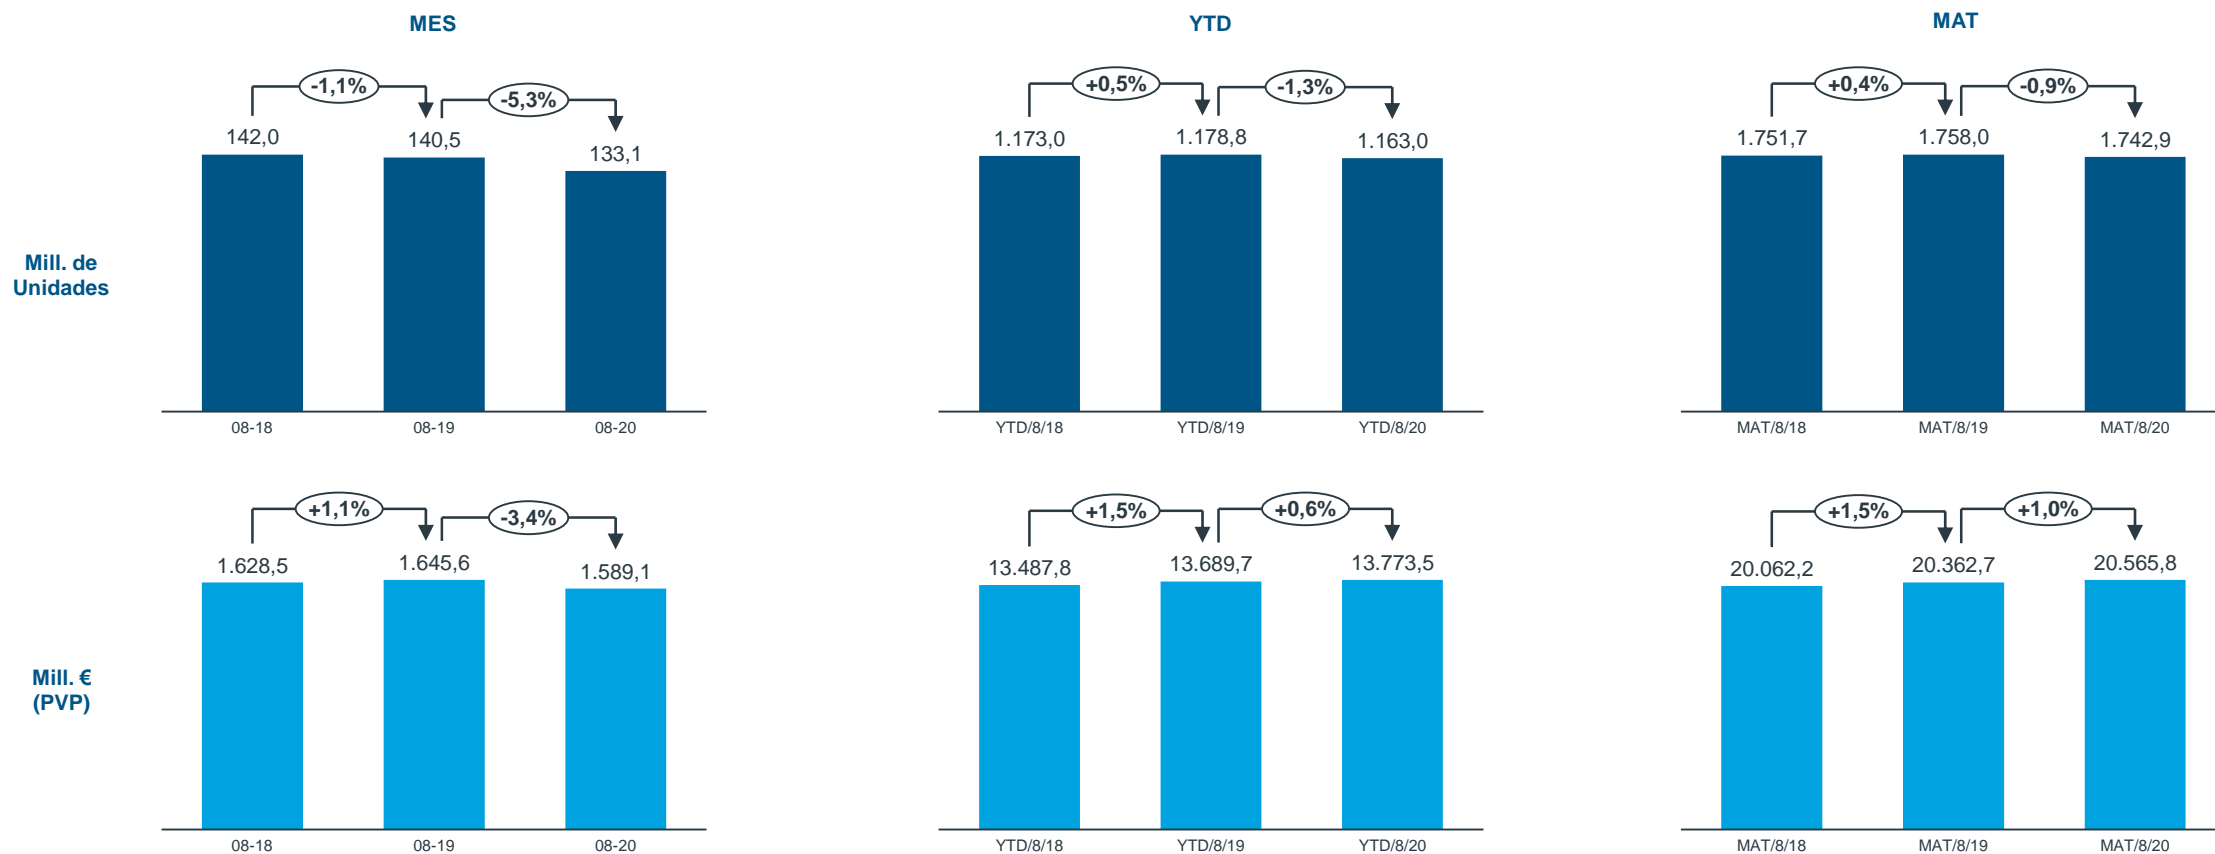 MES
YTD
MAT
-1,1%
-5,3%
+0,5%
-1,3%
+0,4%
-0,9%
142,0
140,5
133,1
1.173,0
1.178,8
1.163,0
1.751,7
1.758,0
1.742,9
Mill. de
Unidades
08-18
08-19
08-20
YTD/8/18
YTD/8/19
YTD/8/20
MAT/8/18
MAT/8/19
MAT/8/20
+1,1%
-3,4%
+1,5%
+0,6%
+1,5%
+1,0%
1.628,5
1.645,6
1.589,1
13.487,8
13.689,7
13.773,5
20.062,2
20.362,7
20.565,8
Mill. €
(PVP)
08-18
08-19
08-20
YTD/8/18
YTD/8/19
YTD/8/20
MAT/8/18
MAT/8/19
MAT/8/20